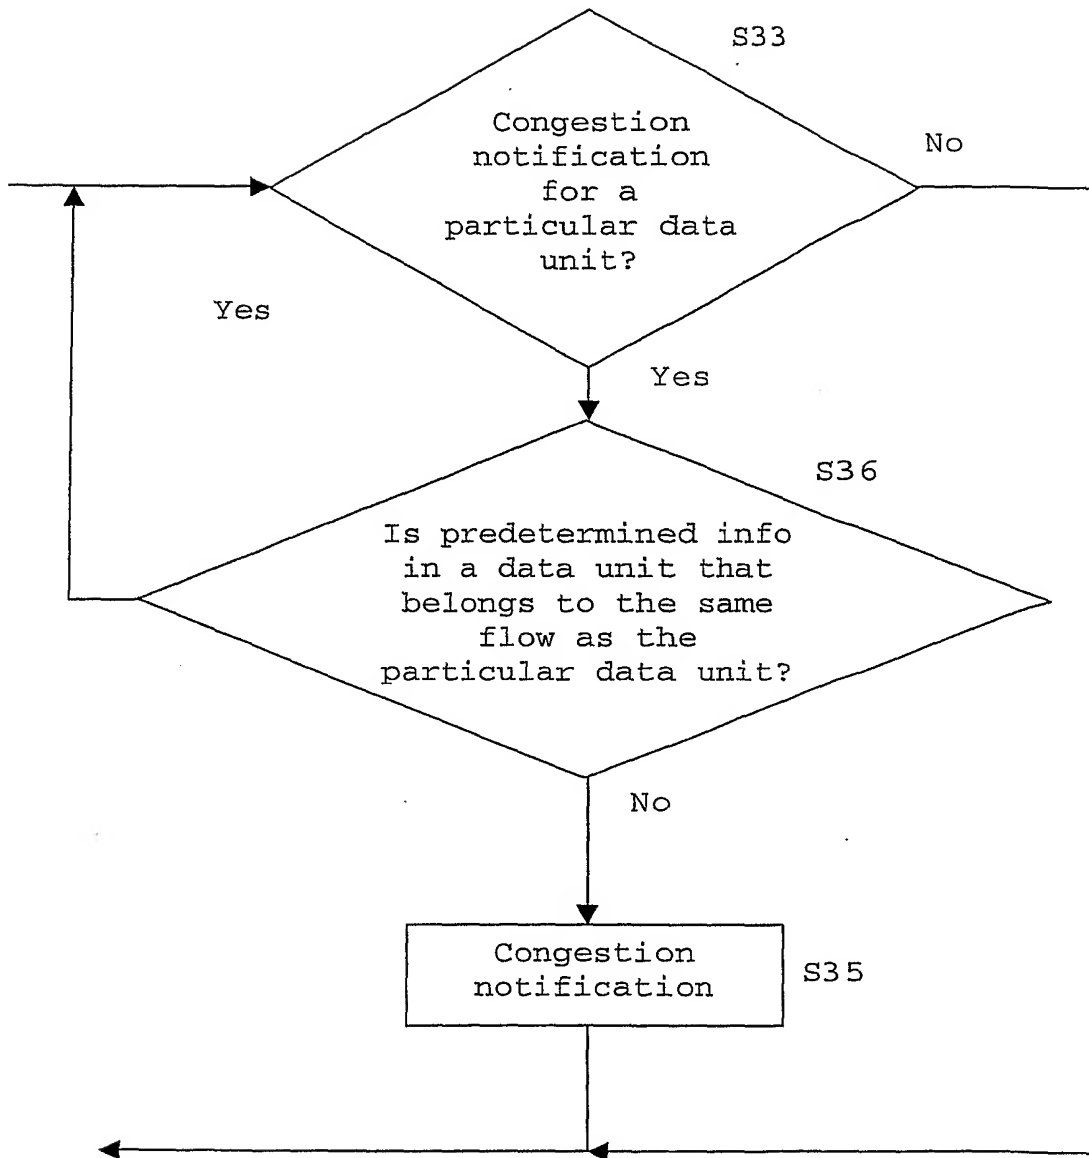 S33
Congestion
notification
for a
particular data
unit?
No
Yes
Yes
S36
Is predetermined info
in a data unit that
belongs to the same
flow as the
particular data unit?
No
Congestion
notification
S35